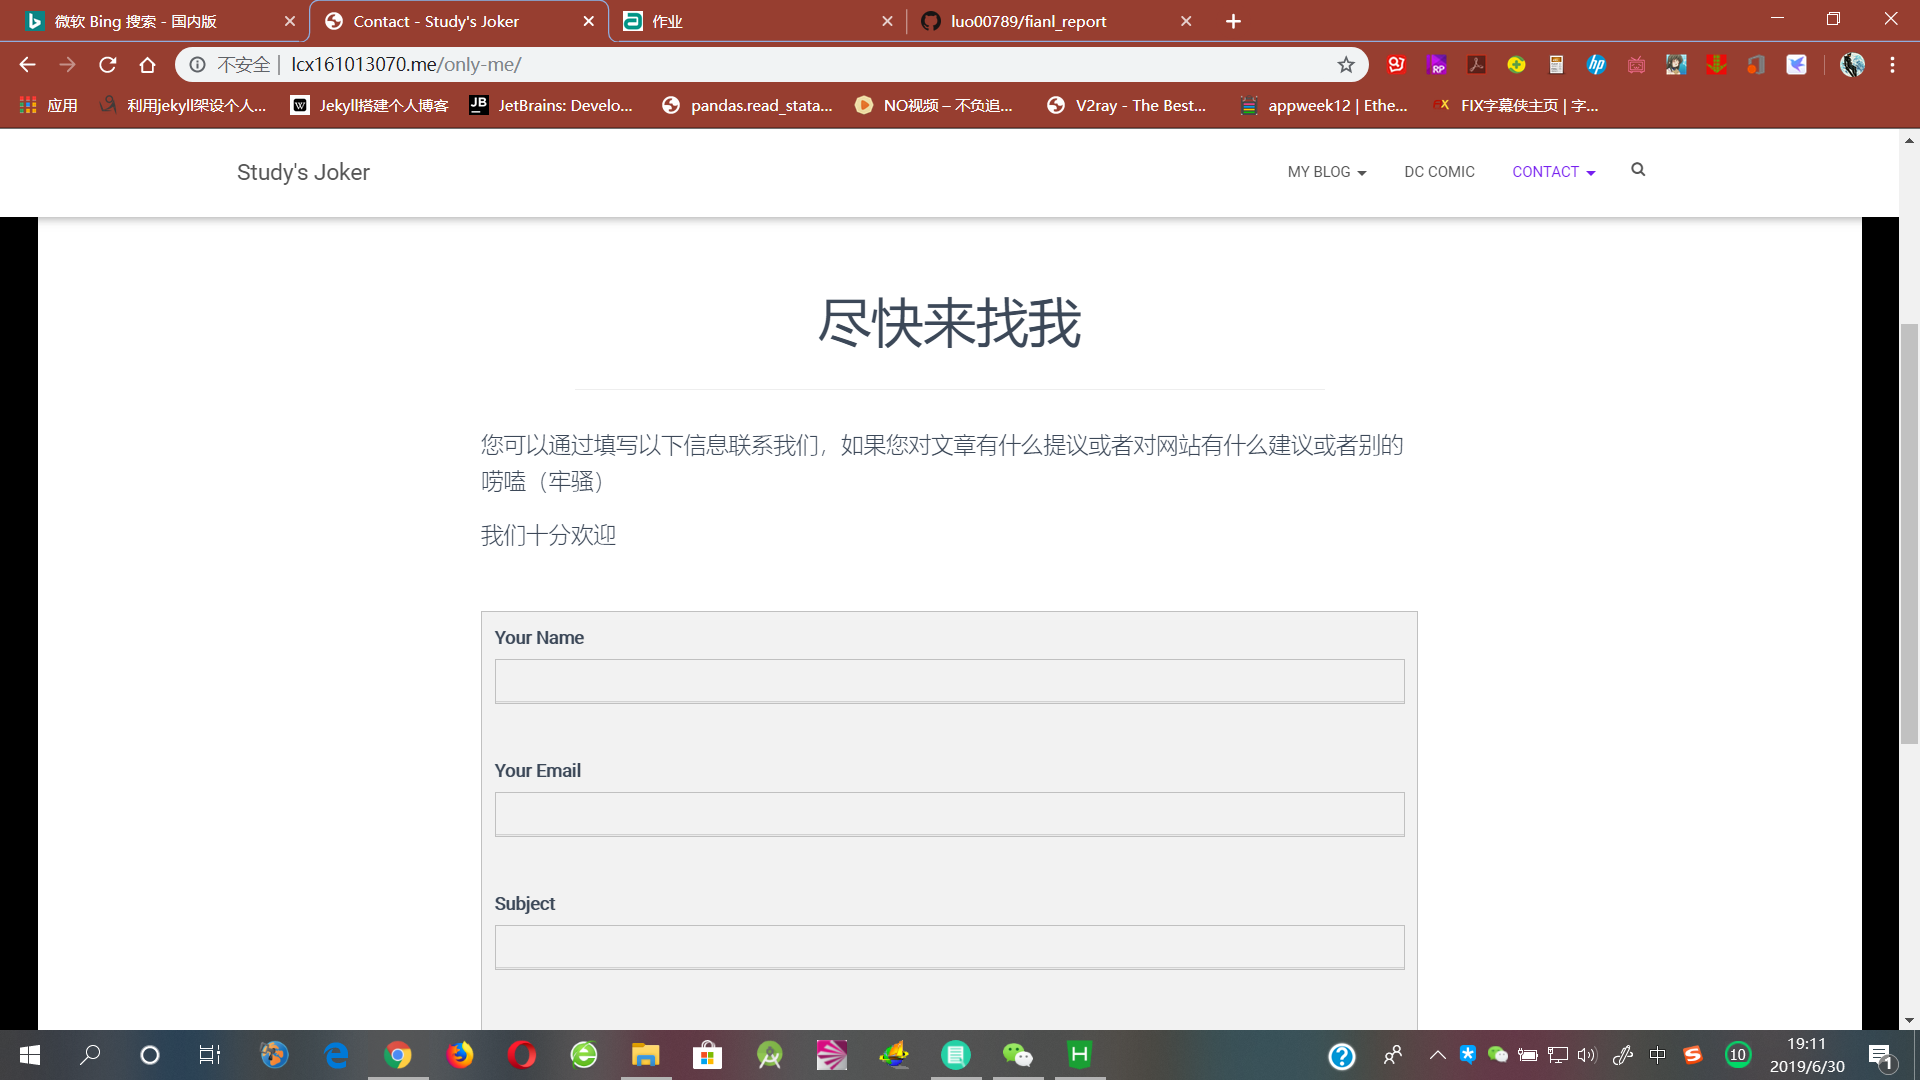 微软 Bing 搜索 - 国内版
Contact - Study's Joker
作业
luo00789/fianl_report
不安全 | lcx161013070.me/only-me/
应用
利用jekyll架设个人...
Jekyll搭建个人博客
JetBrains: Develo...
pandas.read_stata...
NO视频 – 不负追...
V2ray - The Best...
appweek12 | Ethe...
FIX字幕侠主页 | 字...
Study's Joker
MY BLOG
DC COMIC
CONTACT
尽快来找我
您可以通过填写以下信息联系我们，如果您对文章有什么提议或者对网站有什么建议或者别的
唠嗑（牢骚）
我们十分欢迎
Your Name
Your Email
Subject
中
10
19:11
2019/6/30
1